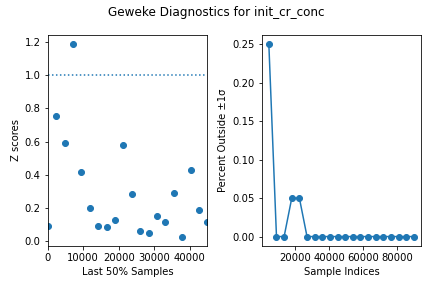 Geweke Diagnostics for init_cr_conc
Z scores
1.2
1.0
0.8
0.6
0.4
0.2
0.0
0 10000 20000 30000 40000
Last 50% Samples
Percent Outside ±1σ
0.25
0.20
0.15
0.10
0.05
0.00
20000 40000 60000 80000
Sample Indices